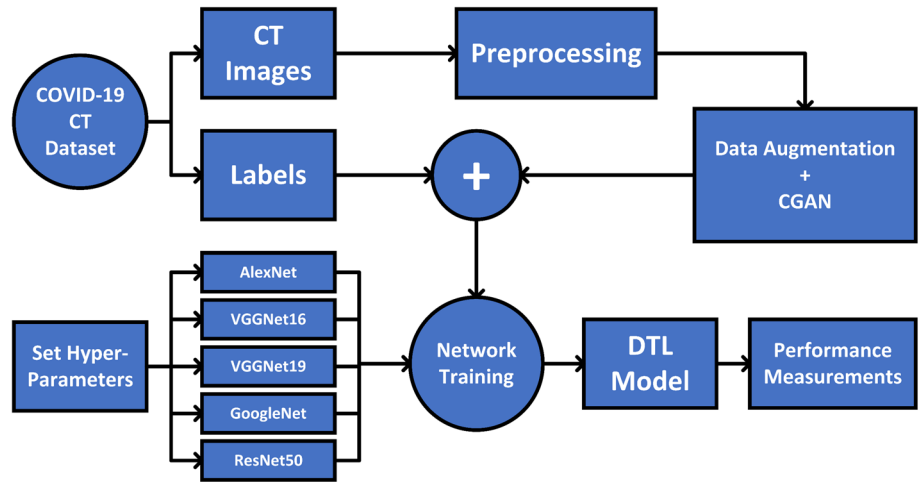 COVID-19
CT
Dataset
CT
Images
Preprocessing
Labels
+
Data Augmentation
+
CGAN
Set Hyper-
Parameters
AlexNet
VGGNet16
VGGNet19
GoogleNet
ResNet50
Network
Training
DTL
Model
Performance
Measurements